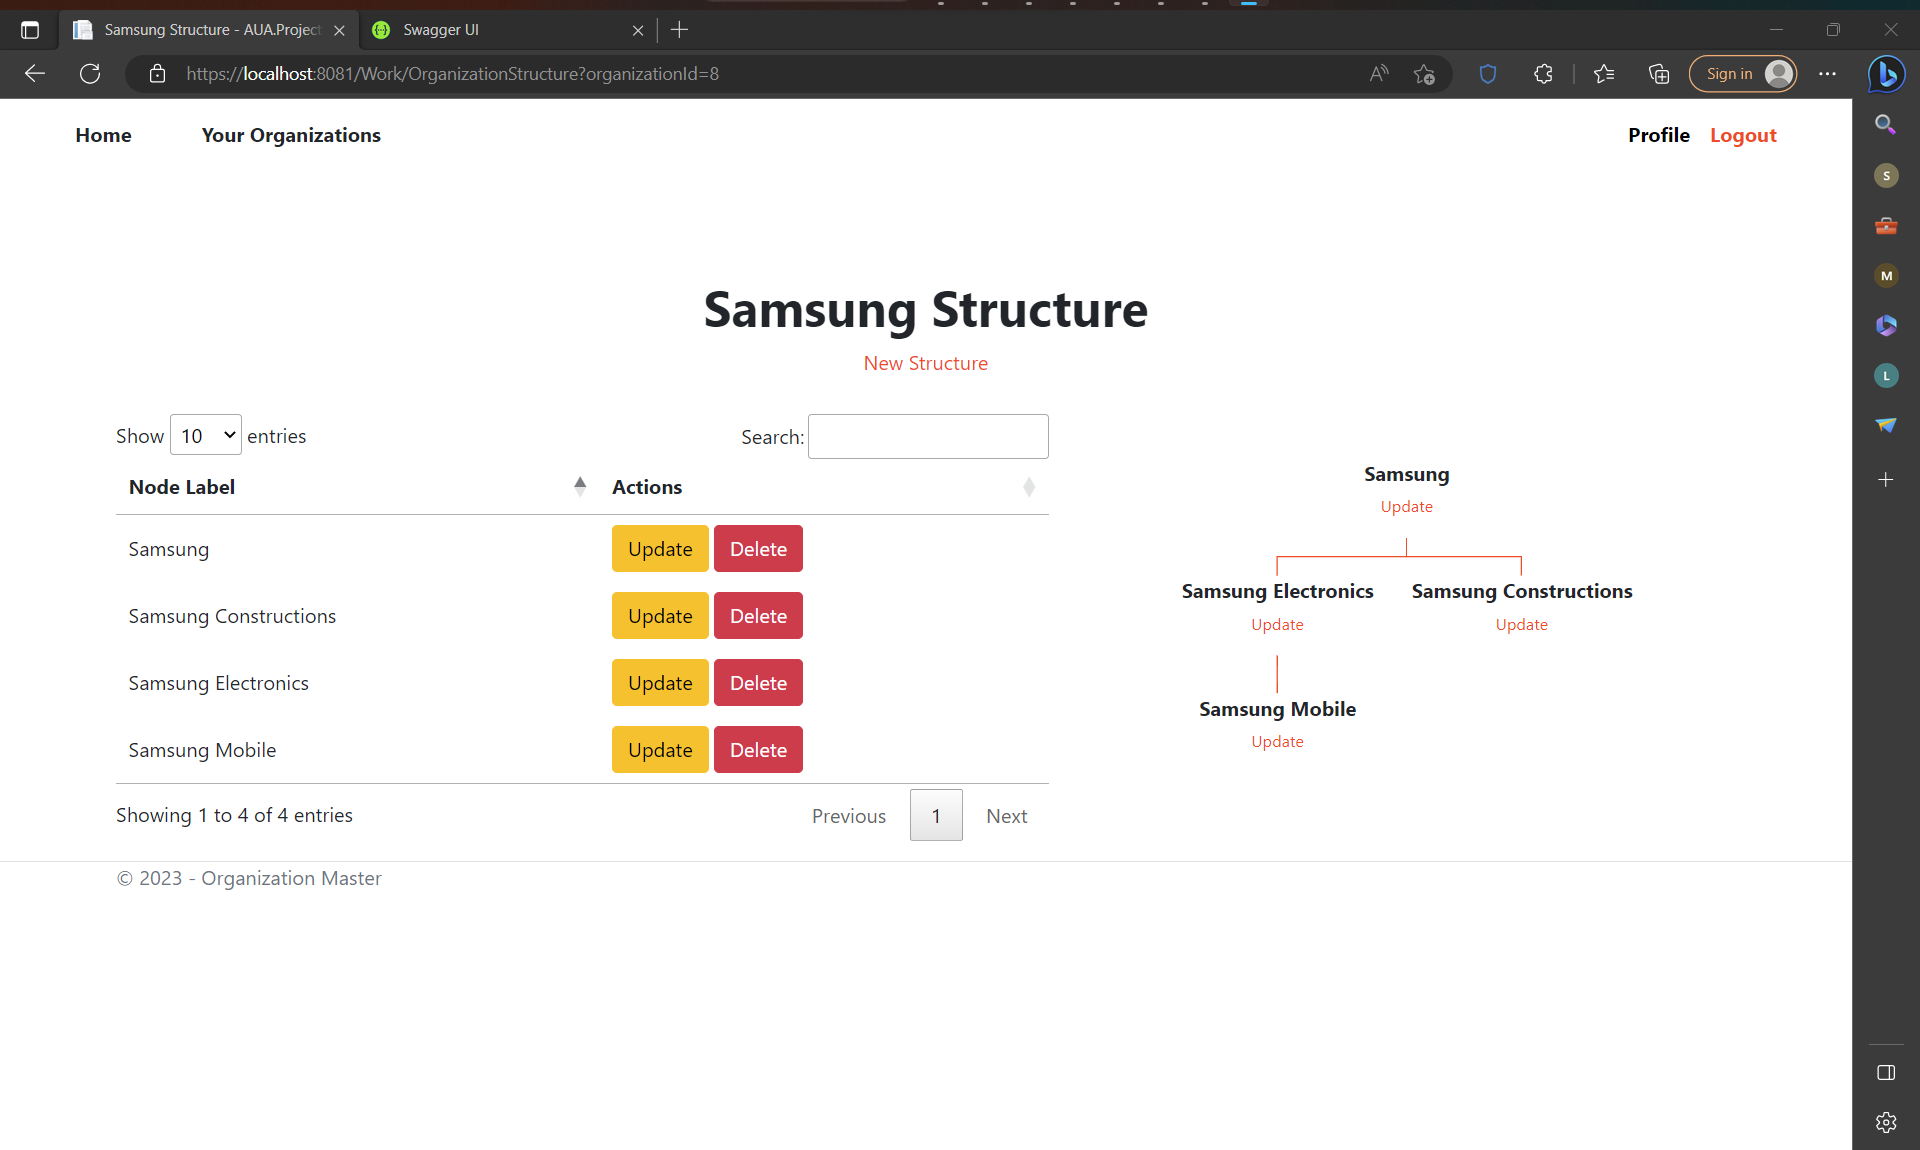 Samsung Structure - AUA.Project
Swagger UI
https://localhost:8081/Work/OrganizationStructure?organizationId=8
Sign in
Home
Your Organizations
Profile
Logout
S
M
L
Samsung Structure
New Structure
Show 10 entries
Search:
Node Label
Actions
Samsung
Update
Delete
Samsung Constructions
Update
Delete
Samsung Electronics
Update
Delete
Samsung Mobile
Update
Delete
Showing 1 to 4 of 4 entries
Previous
1
Next
Samsung
Update
Samsung Electronics
Update
Samsung Constructions
Update
Samsung Mobile
Update
© 2023 - Organization Master